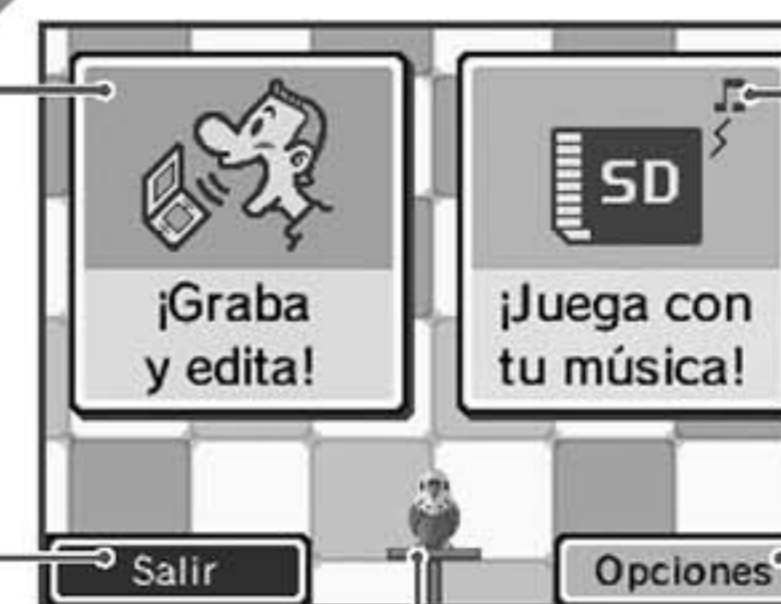 SD
¡Graba
y edita!
¡Juega con
tu música!
Salir
Opciones